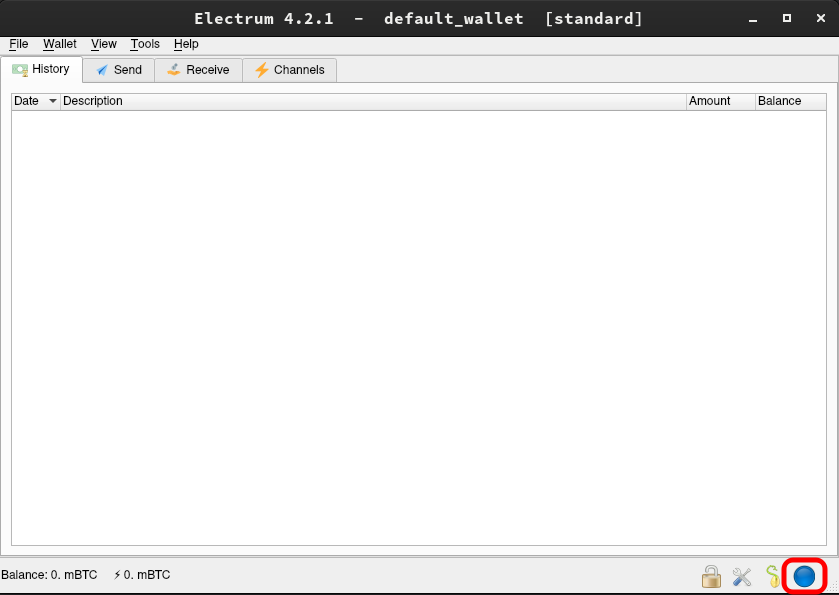 Electrum 4.2.1 - default_wallet [standard]
File Wallet View Tools Help
History Send Receive Channels
Date Description Amount Balance
Balance: 0. mBTC ⚡ 0. mBTC